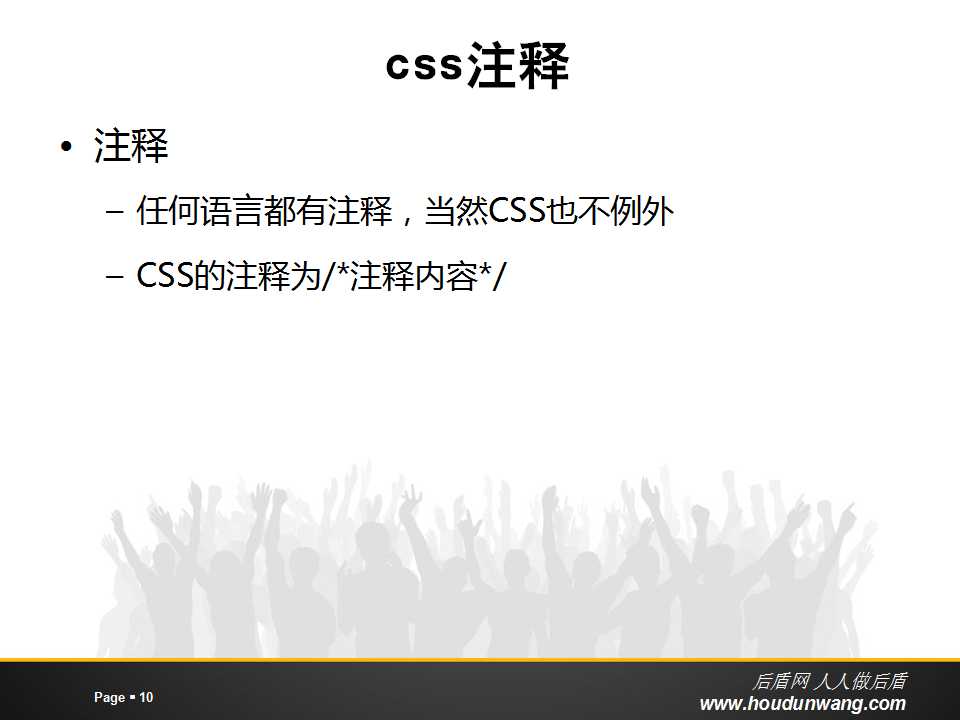 css注释
• 注释
– 任何语言都有注释，当然CSS也不例外
– CSS的注释为/*注释内容*/
Page ▪ 10
后盾网 人人做后盾
www.houdunwang.com